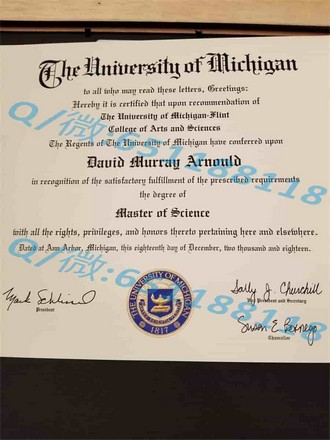 The University of Michigan
to all who may read these letters, Greetings:
Hereby it is certified that upon recommendation of
The University of Michigan-Flint
College of Arts and Sciences
The Regents of The University of Michigan have conferred upon
David Murray Arnould
in recognition of the satisfactory fulfillment of the prescribed requirements
the degree of
Master of Science
with all the rights, privileges, and honors thereto pertaining here and elsewhere.
Dated at Ann Arbor, Michigan, this eighteenth day of December, two thousand and eighteen.
President
THE UNIVERSITY OF MICHIGAN
1817
Sally J. Churchill
Vice President and Secretary
Susan E.
Chancellor
Q/微:
Q/微: